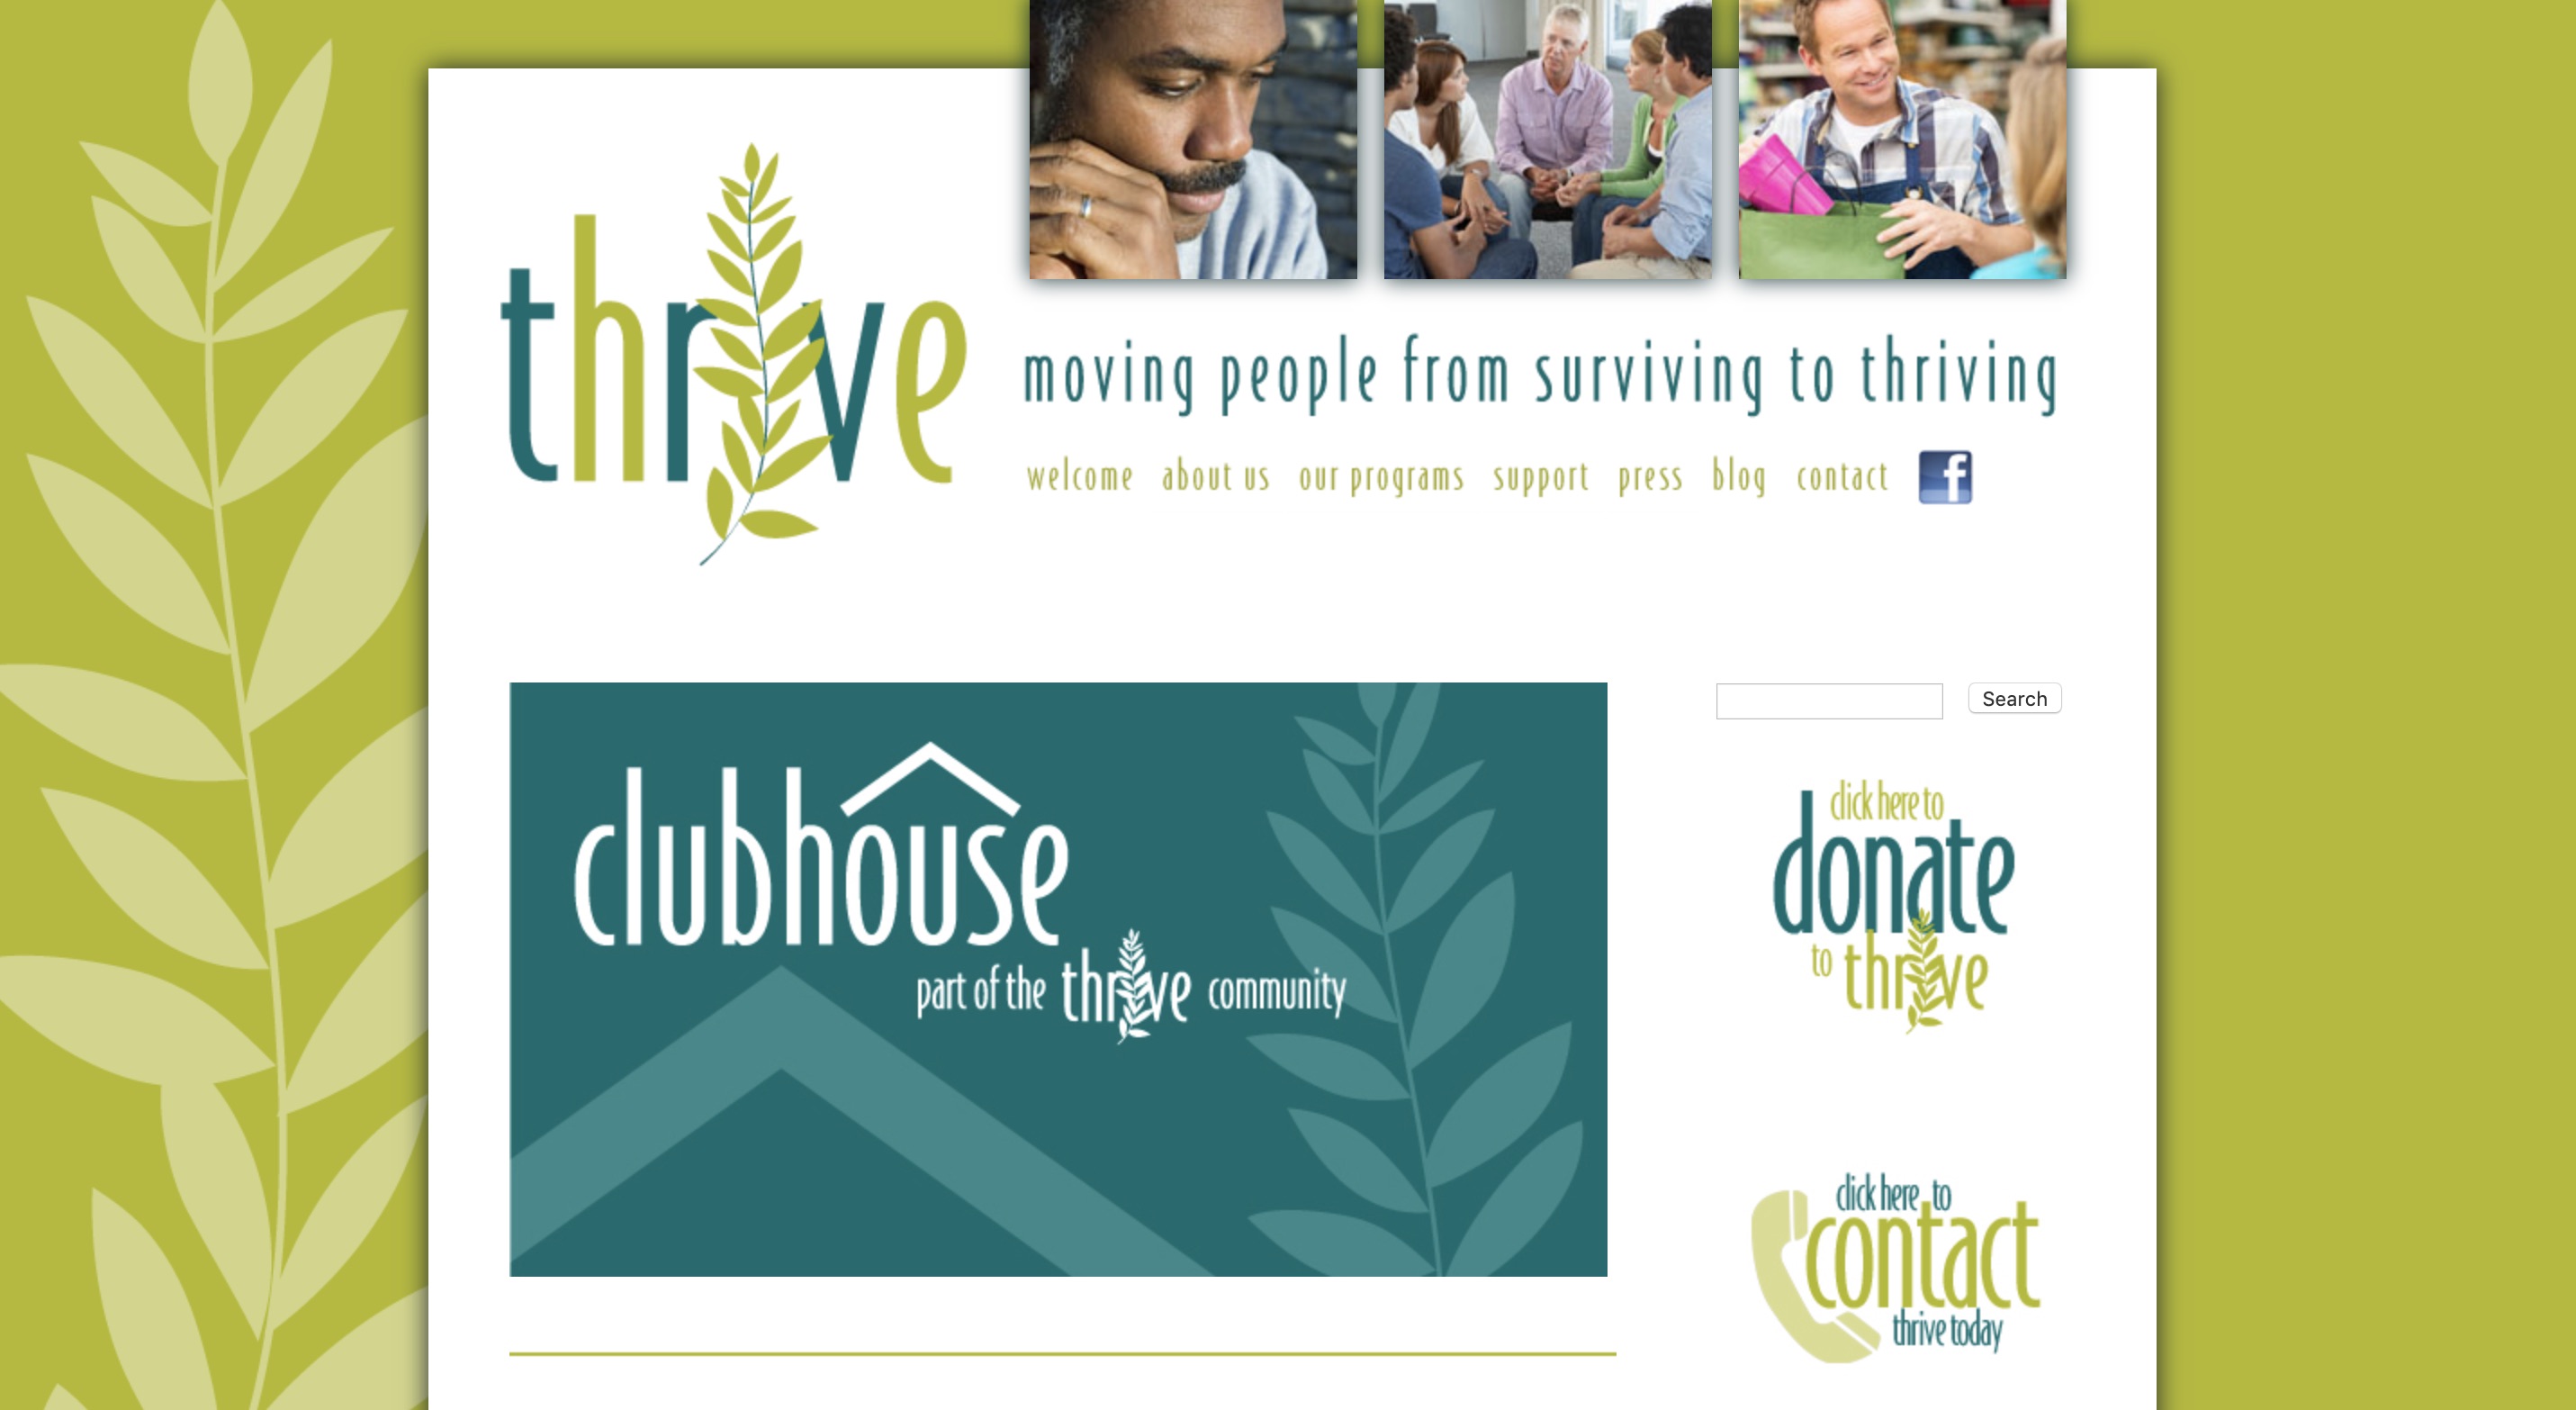 thrive
moving people from surviving to thriving
welcome about us our programs support press blog contact f
clubhouse
part of the thrive community
Search
click here to
donate
to thrive
click here to
contact
thrive today